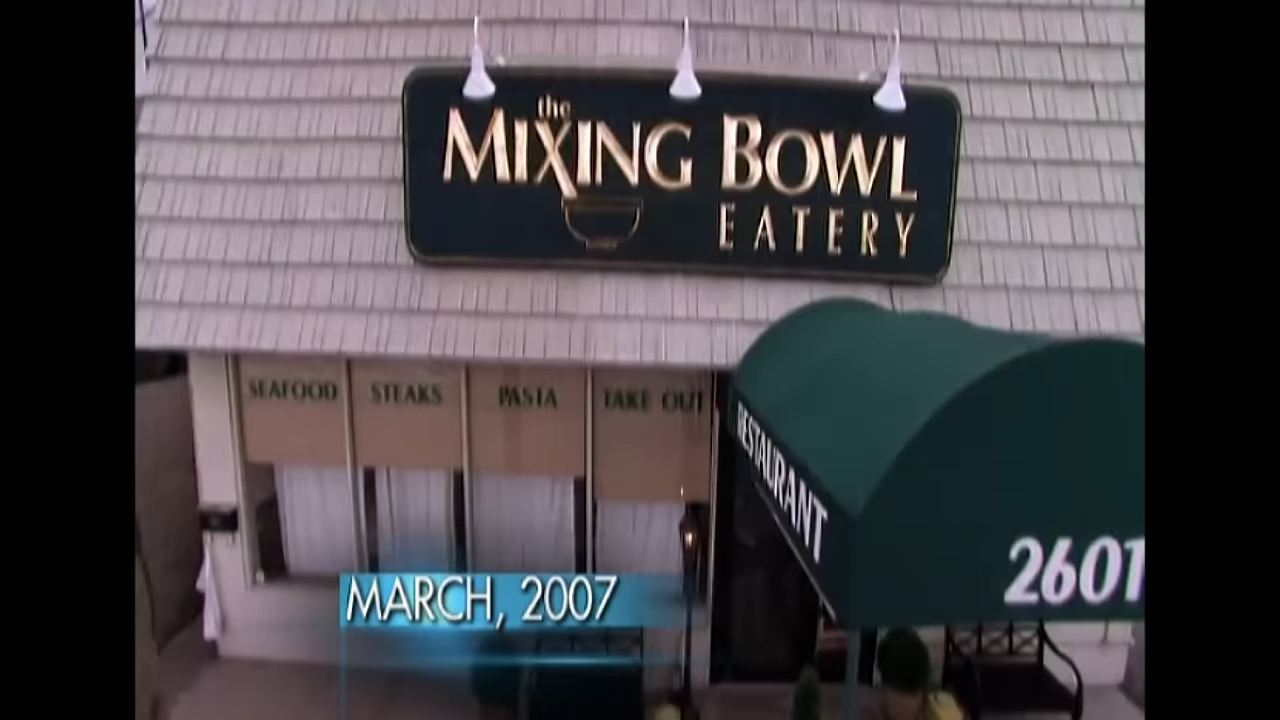 the
MIXING BOWL
EATERY
SEAFOOD STEAKS PASTA TAKE OUT
RESTAURANT
2601
MARCH, 2007